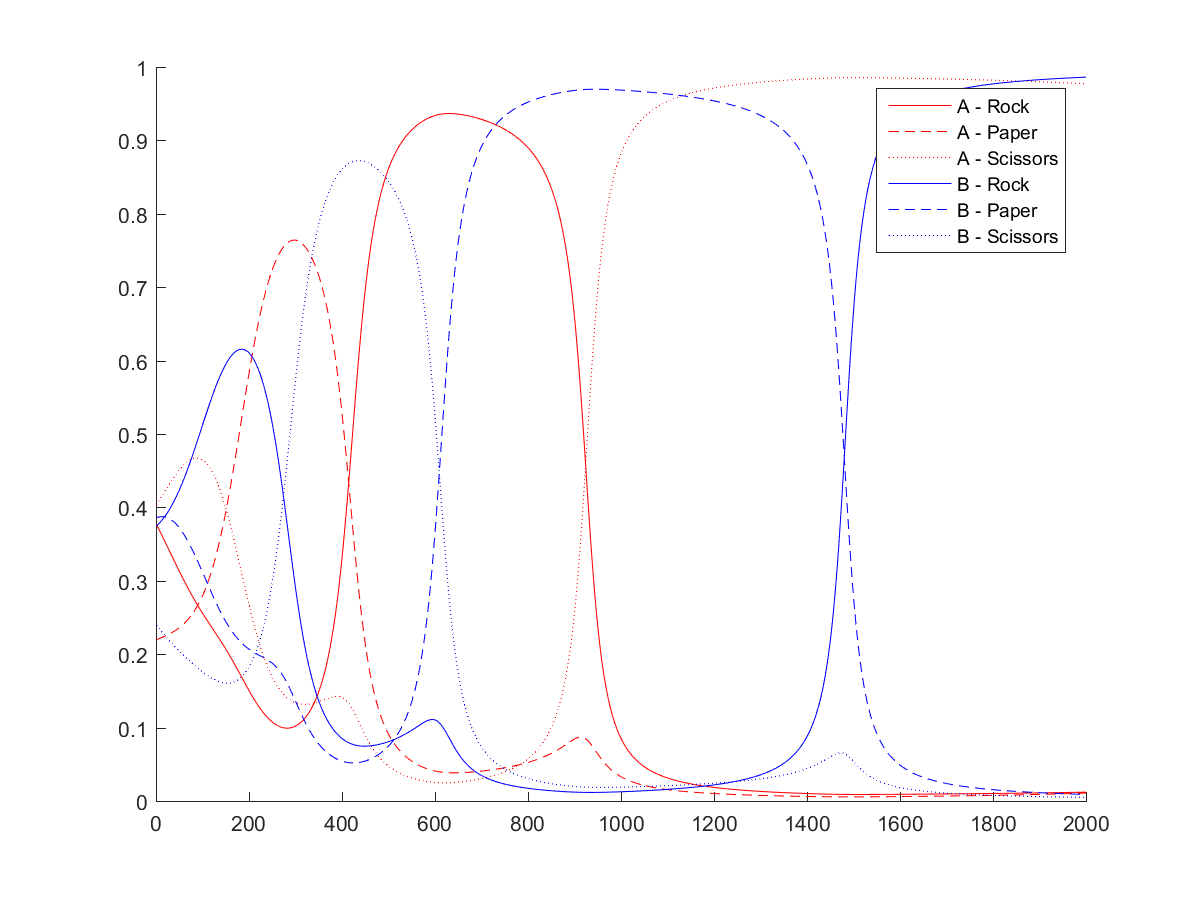 1
0.9
0.8
0.7
0.6
0.5
0.4
0.3
0.2
0.1
0
0 200 400 600 800 1000 1200 1400 1600 1800 2000
A - Rock
A - Paper
A - Scissors
B - Rock
B - Paper
B - Scissors